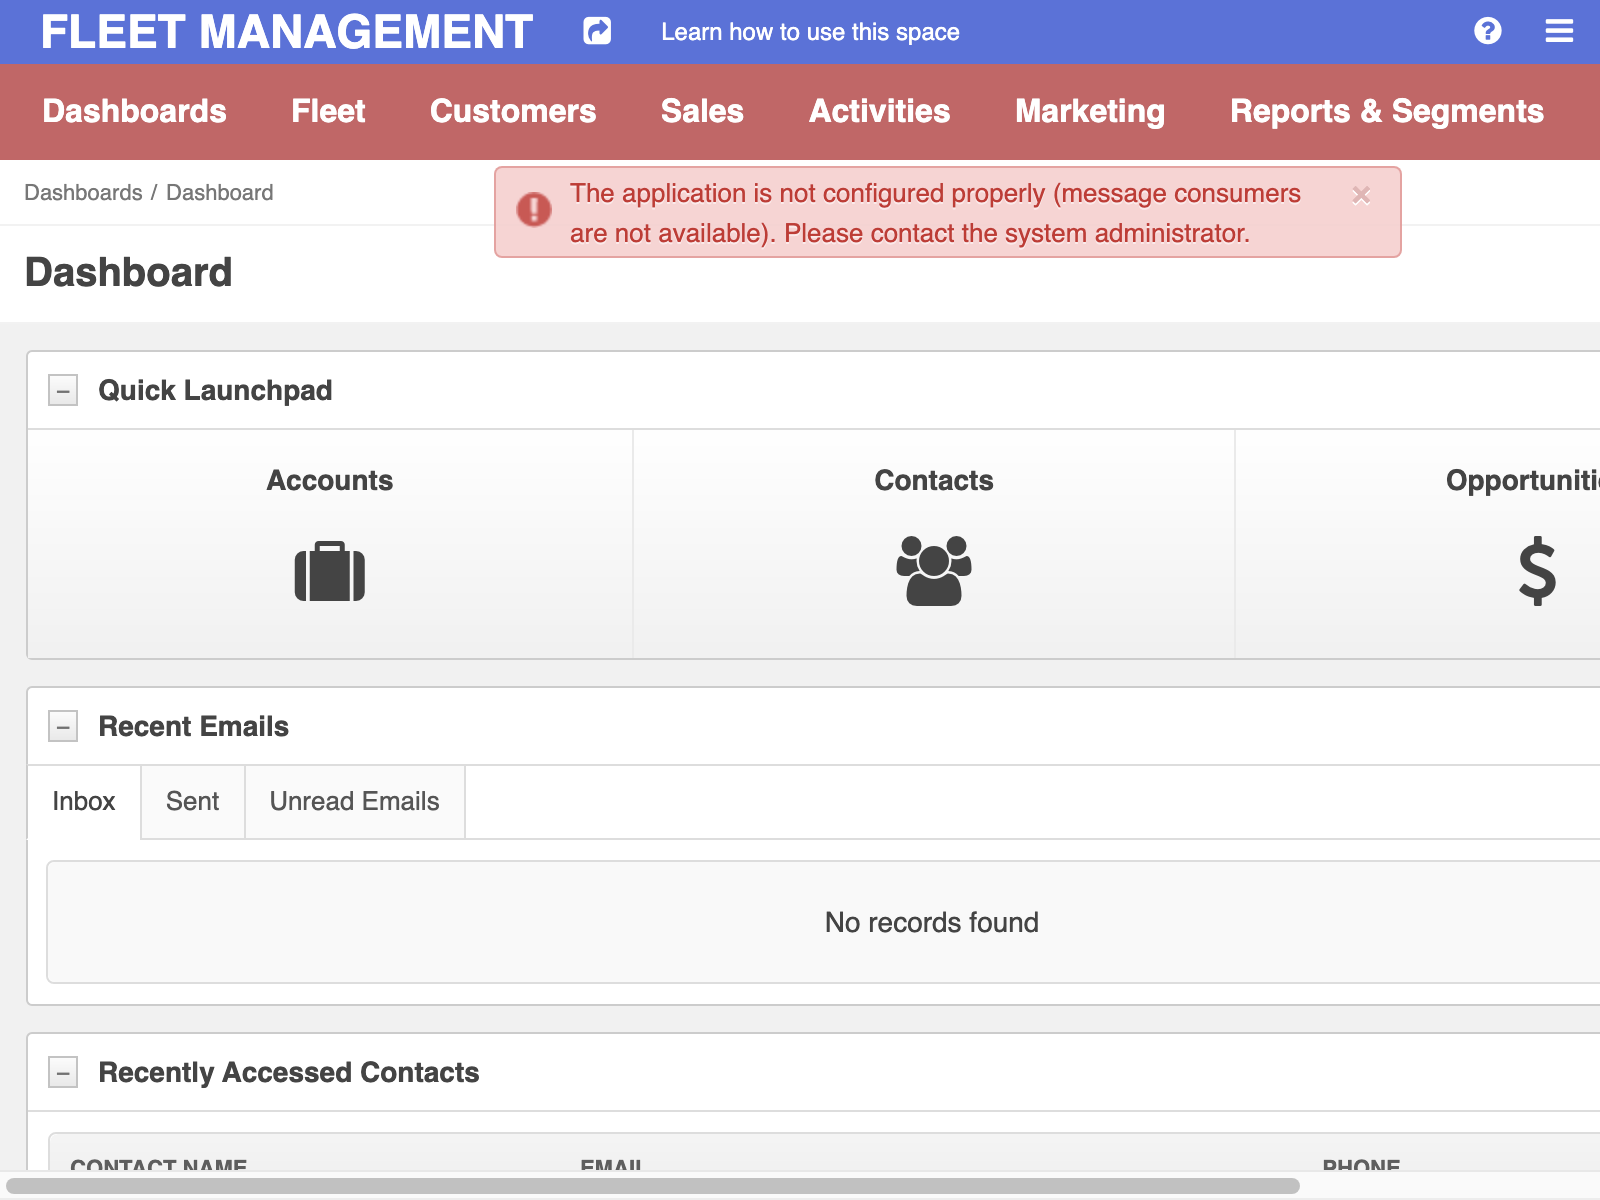 FLEET MANAGEMENT
Learn how to use this space
Dashboards Fleet Customers Sales Activities Marketing Reports & Segments
Dashboards / Dashboard
The application is not configured properly (message consumers
are not available). Please contact the system administrator.
Dashboard
Quick Launchpad
Accounts Contacts Opportuniti
Recent Emails
Inbox Sent Unread Emails
No records found
Recently Accessed Contacts
CONTACT NAME EMAIL PHONE